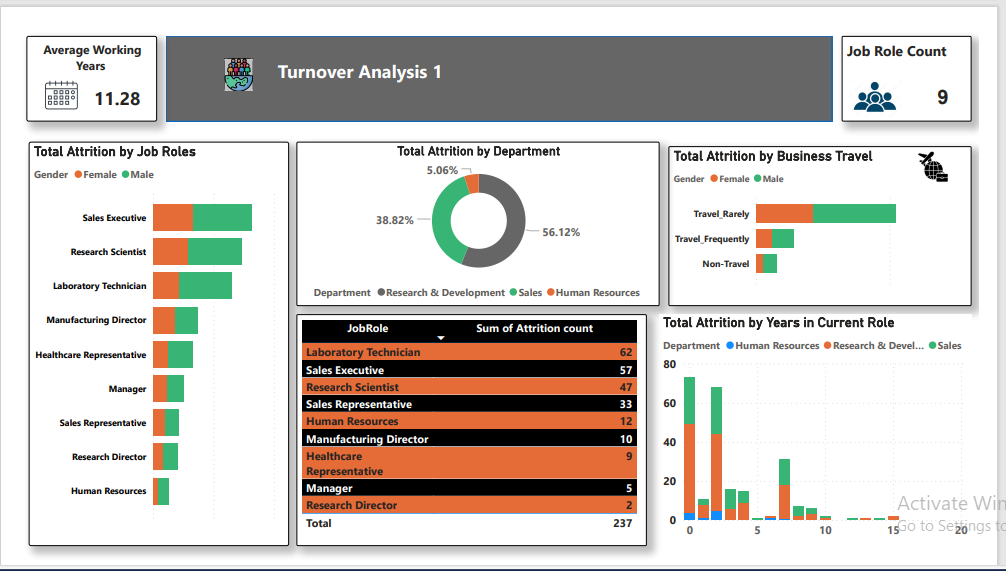 Average Working
Years
11.28
Turnover Analysis 1
Job Role Count
9
Total Attrition by Job Roles
Gender Female Male
Sales Executive
Research Scientist
Laboratory Technician
Manufacturing Director
Healthcare Representative
Manager
Sales Representative
Research Director
Human Resources
Total Attrition by Department
5.06%
38.82%
56.12%
Department Research & Development Sales Human Resources
Total Attrition by Business Travel
Gender Female Male
Travel_Rarely
Travel_Frequently
Non-Travel
JobRole Sum of Attrition count
Laboratory Technician 62
Sales Executive 57
Research Scientist 47
Sales Representative 33
Human Resources 12
Manufacturing Director 10
Healthcare 9
Representative
Manager 5
Research Director 2
Total 237
Total Attrition by Years in Current Role
Department Human Resources Research & Devel... Sales
80
60
40
20
0
0 5 10 15 20
Activate Win
Go to Settings to